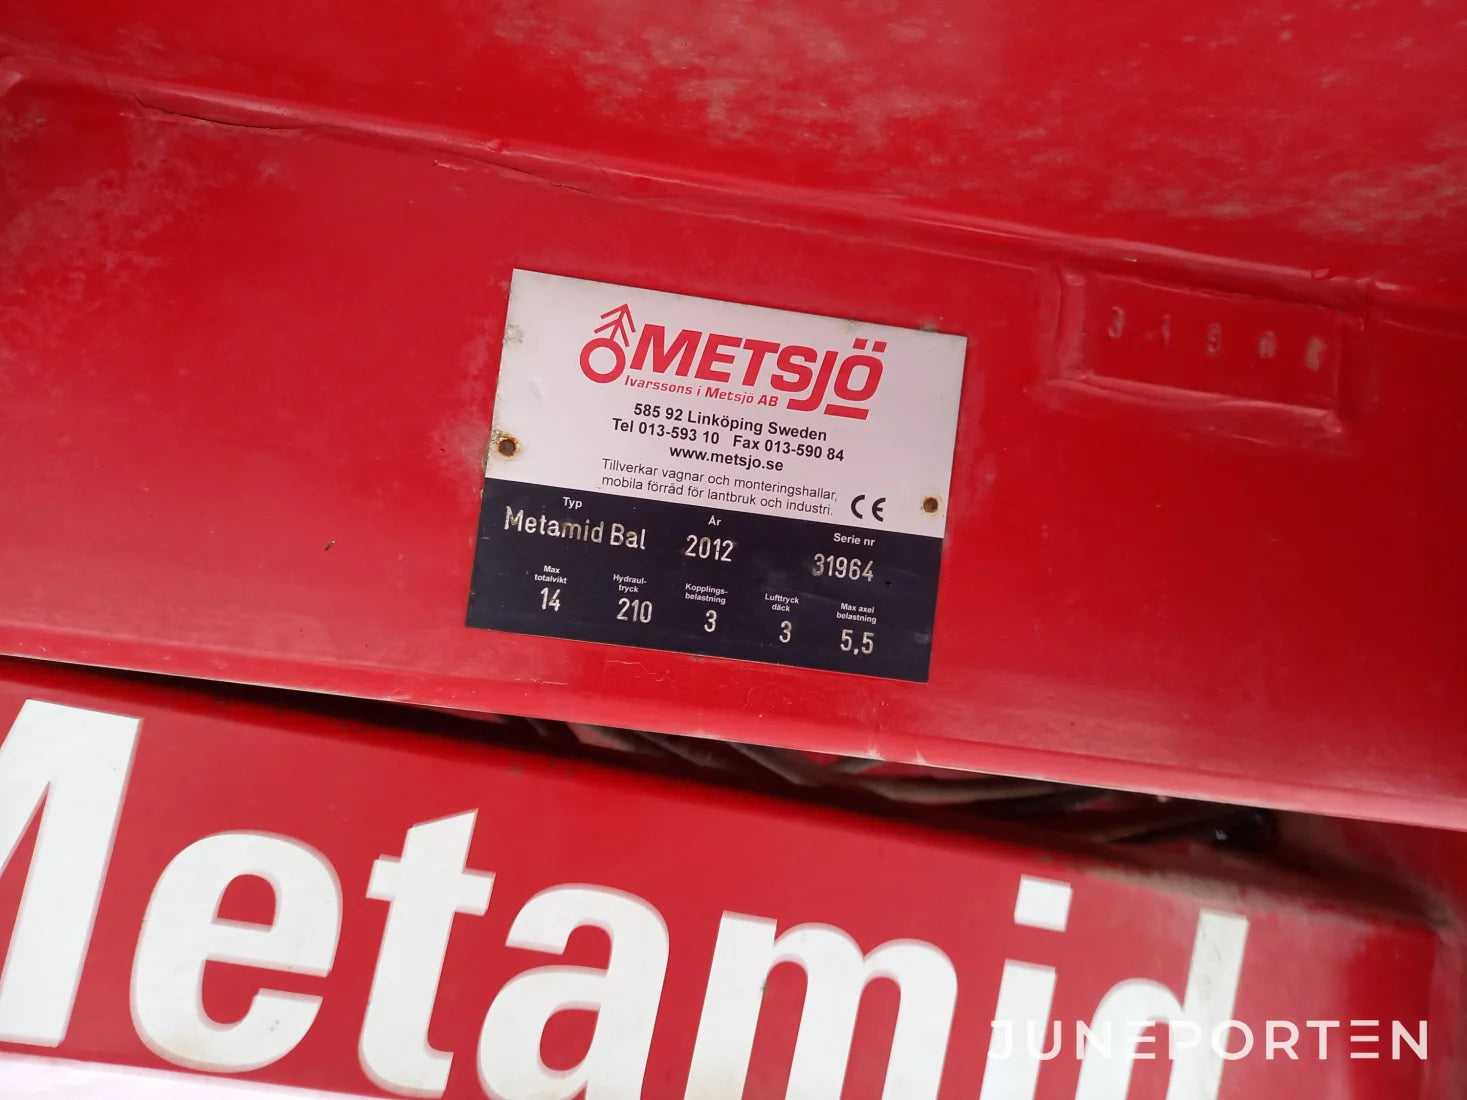 METSJÖ
Ivarssons i Metsjö AB
585 92 Linköping Sweden
Tel 013-593 10 Fax 013-590 84
www.metsjo.se
Tillverkar vagnar och monteringshallar,
mobila förråd för lantbruk och industri.
CE
Typ År Serie nr
Metamid Bal 2012 31964
Max totalvikt Hydraul-tryck Kopplings-belastning Lufttryck däck Max axel belastning
14 210 3 3 5,5
Metamid
JUNEPORTEN